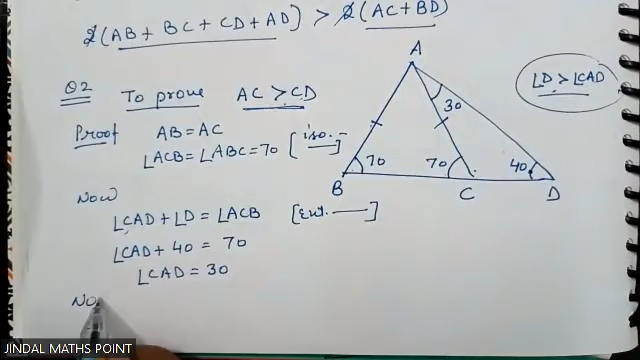 2(AB + BC + CD + AD) > 2(AC + BD)
Q2 To prove AC > CD
Proof AB = AC
∠ACB = ∠ABC = 70 [iso. —
Now
∠CAD + ∠D = ∠ACB [Ext. —]
∠CAD + 40 = 70
∠CAD = 30
No
A
30
70
70
40
B
C
D
∠D > ∠CAD
JINDAL MATHS POINT